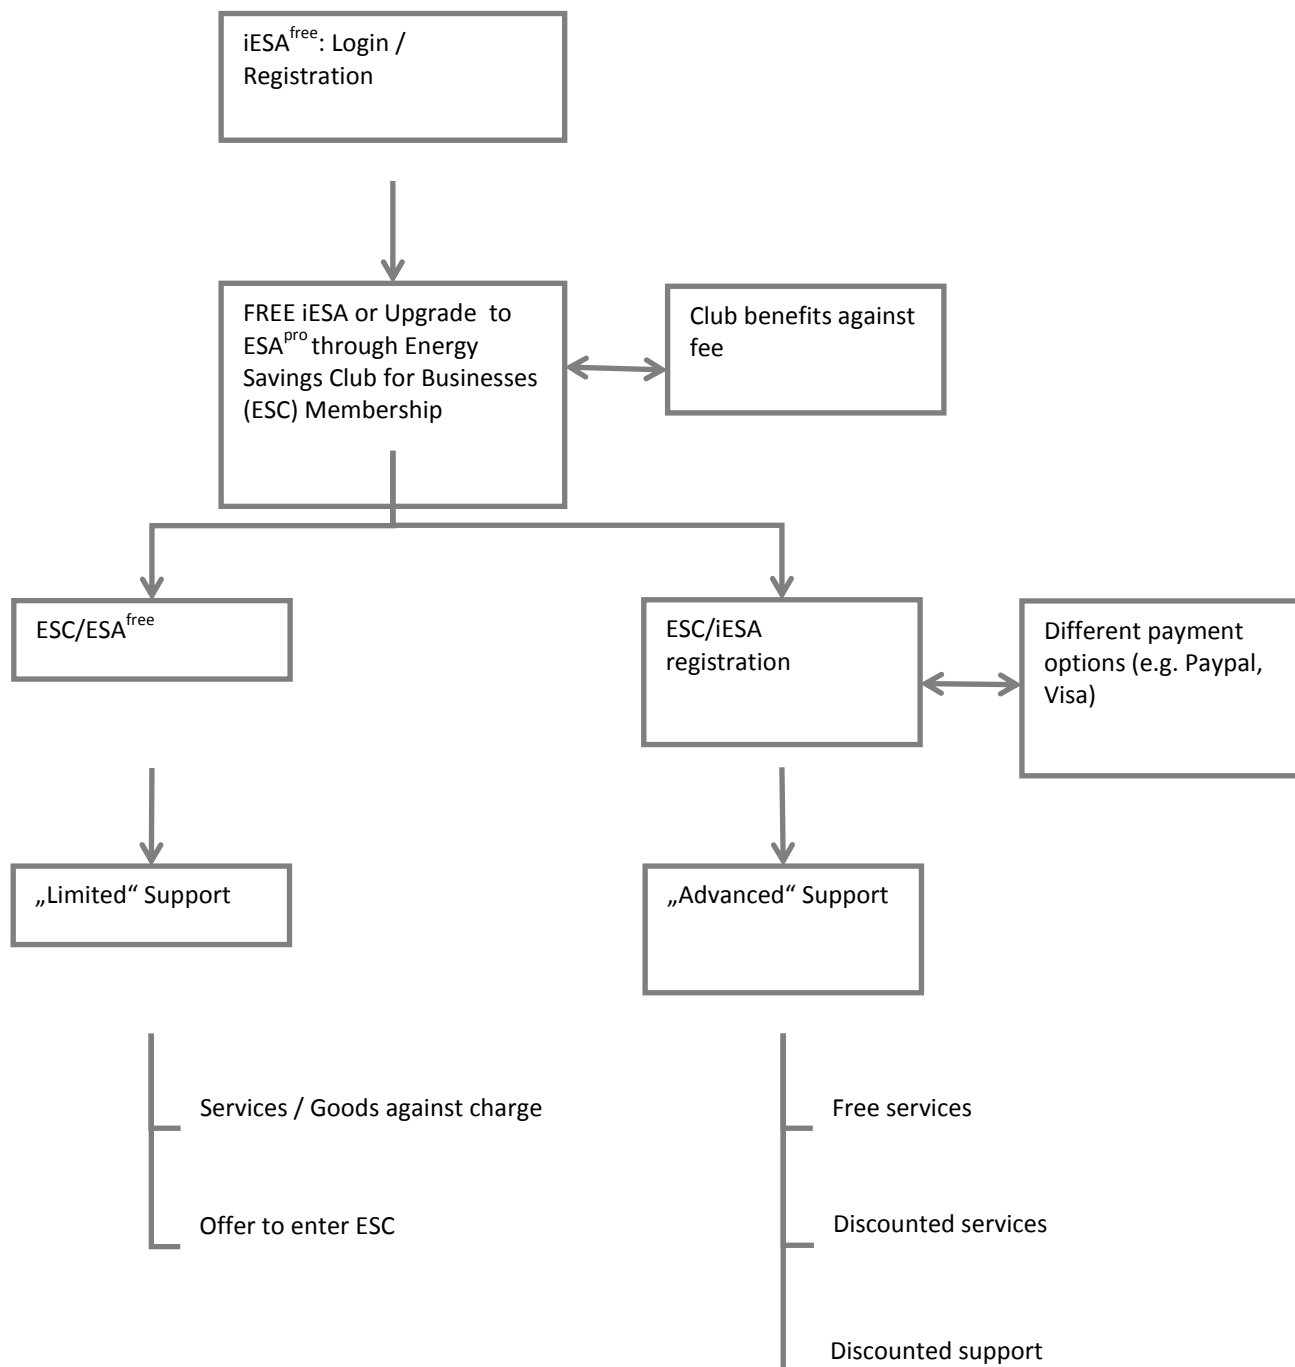 iESAfree: Login /
Registration
FREE iESA or Upgrade  to
ESApro through Energy
Savings Club for Businesses
(ESC) Membership
Club benefits against
fee
ESC/ESAfree
ESC/iESA
registration
Different payment
options (e.g. Paypal,
Visa)
„Limited“ Support
„Advanced“ Support
Services / Goods against charge
Free services
Offer to enter ESC
Discounted services
Discounted support